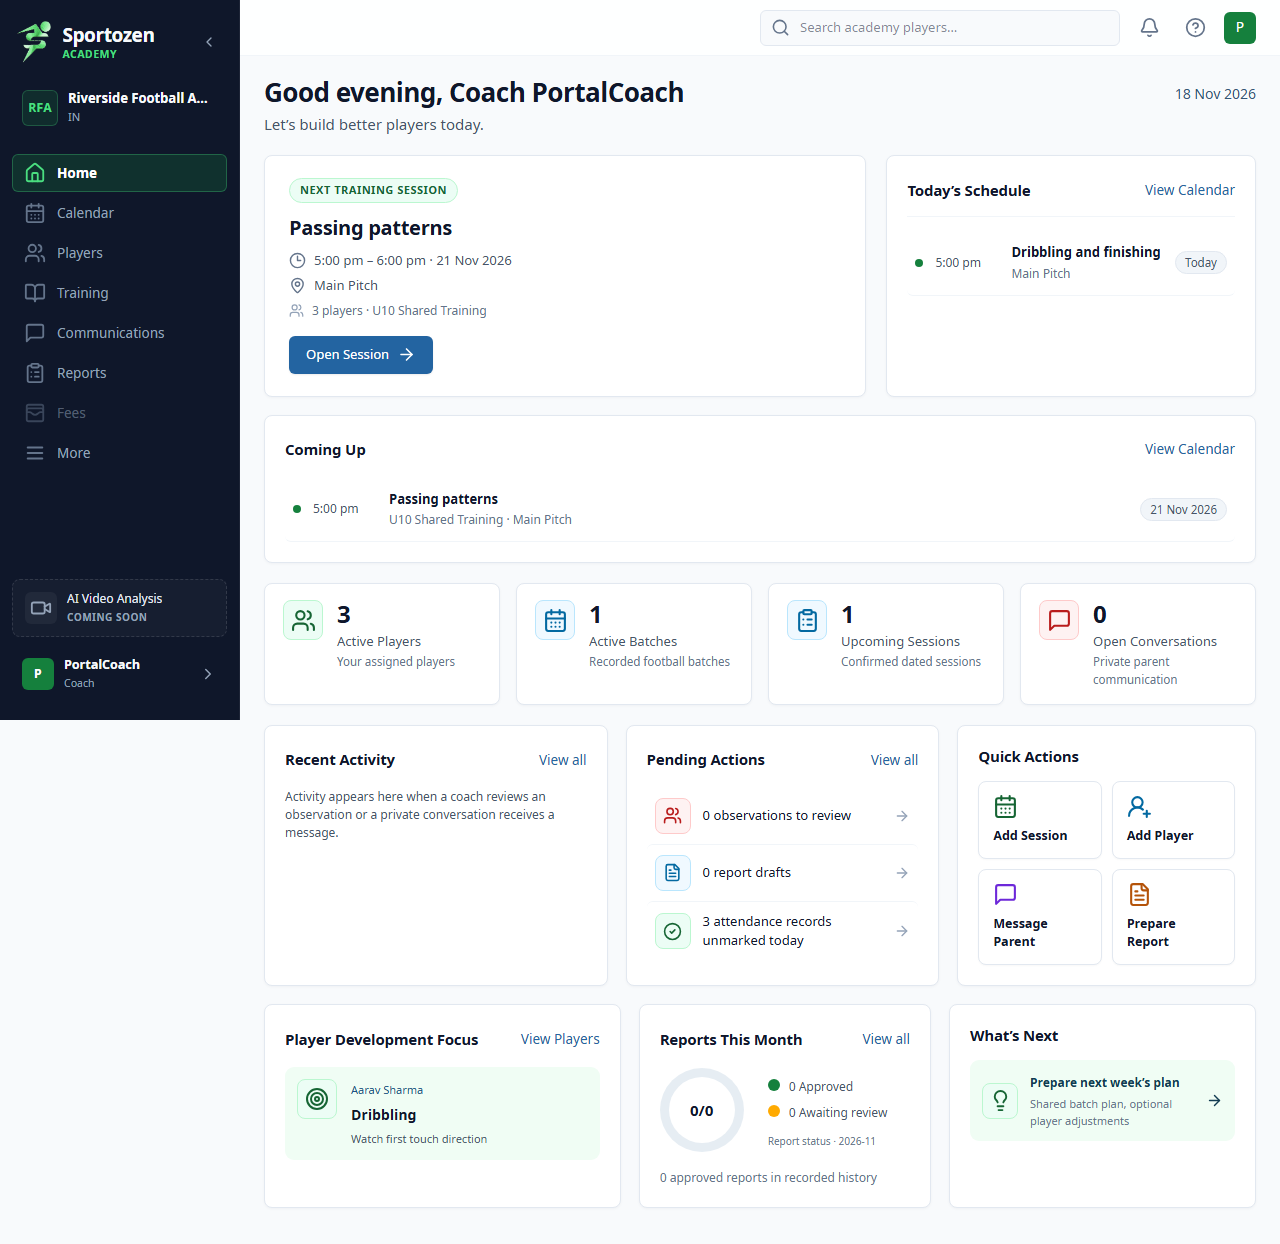 Sportozen
ACADEMY
RFA
Riverside Football A...
IN
Home
Calendar
Players
Training
Communications
Reports
Fees
More
AI Video Analysis
COMING SOON
P
PortalCoach
Coach
Search academy players...
P
Good evening, Coach PortalCoach
18 Nov 2026
Let’s build better players today.
NEXT TRAINING SESSION
Passing patterns
5:00 pm – 6:00 pm · 21 Nov 2026
Main Pitch
3 players · U10 Shared Training
Open Session
Today’s Schedule
View Calendar
5:00 pm
Dribbling and finishing
Main Pitch
Today
Coming Up
View Calendar
5:00 pm
Passing patterns
U10 Shared Training · Main Pitch
21 Nov 2026
3
Active Players
Your assigned players
1
Active Batches
Recorded football batches
1
Upcoming Sessions
Confirmed dated sessions
0
Open Conversations
Private parent
communication
Recent Activity
View all
Activity appears here when a coach reviews an
observation or a private conversation receives a
message.
Pending Actions
View all
0 observations to review
0 report drafts
3 attendance records
unmarked today
Quick Actions
Add Session
Add Player
Message
Parent
Prepare
Report
Player Development Focus
View Players
Aarav Sharma
Dribbling
Watch first touch direction
Reports This Month
View all
0/0
0 Approved
0 Awaiting review
Report status · 2026-11
0 approved reports in recorded history
What’s Next
Prepare next week’s plan
Shared batch plan, optional
player adjustments